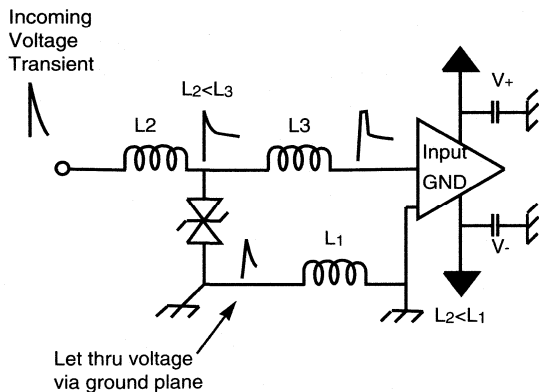 Incoming
Voltage
Transient
L2<L3
L2
L3
V+
Input
GND
V-
L1
L2<L1
Let thru voltage
via ground plane